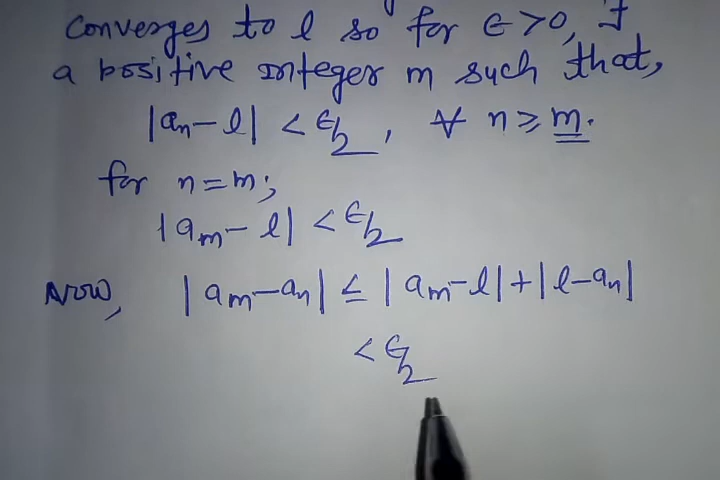 converges to l so for ϵ>0, ∃
a positive integer m such that,
|aₙ - l| < ϵ/2, ∀ n ≥ m.
for n = m;
|aₘ - l| < ϵ/2
Now, |aₘ - aₙ| ≤ |aₘ - l| + |l - aₙ|
< ϵ/2